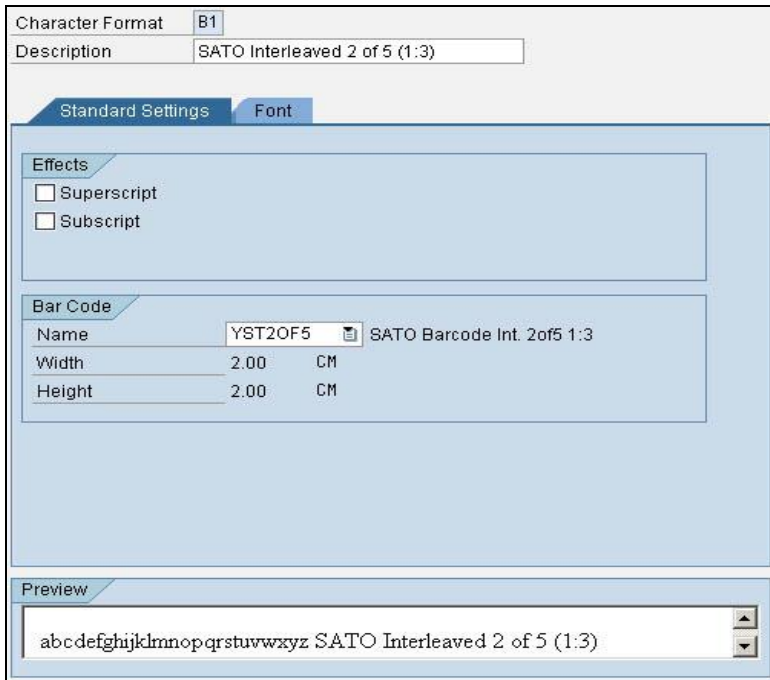 Character Format B1
Description SATO Interleaved 2 of 5 (1:3)
Standard Settings Font
Effects
Superscript
Subscript
Bar Code
Name YST2OF5 SATO Barcode Int. 2of5 1:3
Width 2.00 CM
Height 2.00 CM
Preview
abcdefghijklmnopqrstuvwxyz SATO Interleaved 2 of 5 (1:3)